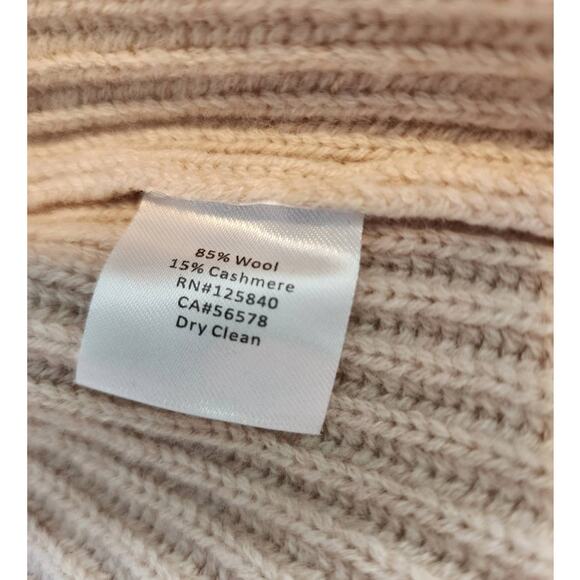 85% Wool
15% Cashmere
RN#125840
CA#56578
Dry Clean